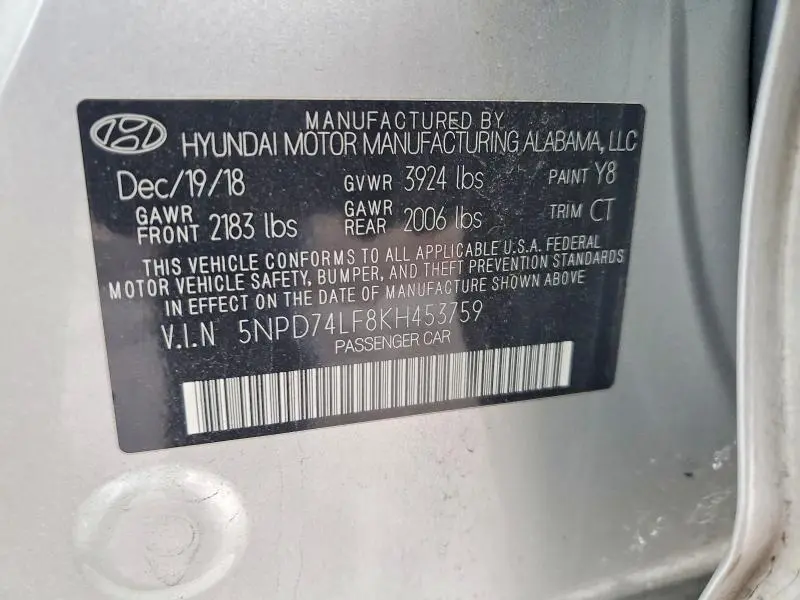 MANUFACTURED BY
HYUNDAI MOTOR MANUFACTURING ALABAMA, LLC
Dec/19/18 GVWR 3924 lbs PAINT Y8
GAWR FRONT 2183 lbs GAWR REAR 2006 lbs TRIM CT
THIS VEHICLE CONFORMS TO ALL APPLICABLE U.S.A. FEDERAL
MOTOR VEHICLE SAFETY, BUMPER, AND THEFT PREVENTION STANDARDS
IN EFFECT ON THE DATE OF MANUFACTURE SHOWN ABOVE
V.I.N 5NPD74LF8KH453759
PASSENGER CAR